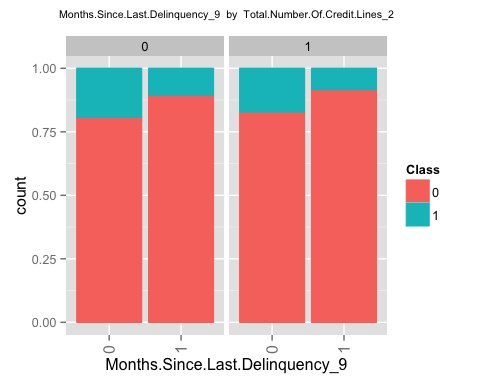 Months.Since.Last.Delinquency_9 by Total.Number.Of.Credit.Lines_2
0 1
1.00
0.75
0.50
0.25
0.00
count
0 1 0 1
Months.Since.Last.Delinquency_9
Class
0
1